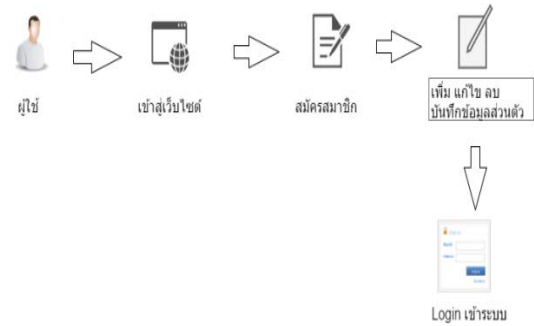 ผู้ใช้
เข้าสู่เว็บไซต์
สมัครสมาชิก
เพิ่ม แก้ไข ลบ
บันทึกข้อมูลส่วนตัว
Login เข้าระบบ